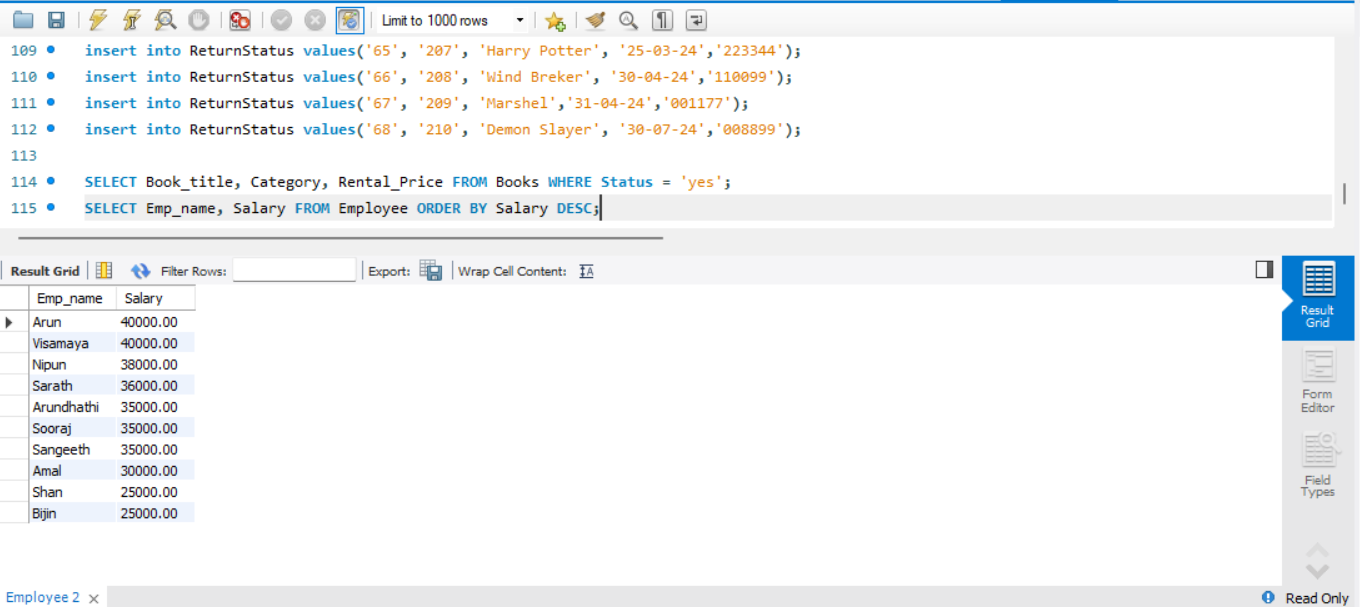 Limit to 1000 rows
109 insert into ReturnStatus values('65', '207', 'Harry Potter', '25-03-24','223344');
110 insert into ReturnStatus values('66', '208', 'Wind Breker', '30-04-24','110099');
111 insert into ReturnStatus values('67', '209', 'Marshel','31-04-24','001177');
112 insert into ReturnStatus values('68', '210', 'Demon Slayer', '30-07-24','008899');
113
114 SELECT Book_title, Category, Rental_Price FROM Books WHERE Status = 'yes';
115 SELECT Emp_name, Salary FROM Employee ORDER BY Salary DESC;
Result Grid Filter Rows: Export: Wrap Cell Content: IA
Emp_name Salary
Arun 40000.00
Visamaya 40000.00
Nipun 38000.00
Sarath 36000.00
Arundhathi 35000.00
Sooraj 35000.00
Sangeeth 35000.00
Amal 30000.00
Shan 25000.00
Bijin 25000.00
Result
Grid
Form
Editor
Field
Types
Employee 2 Read Only